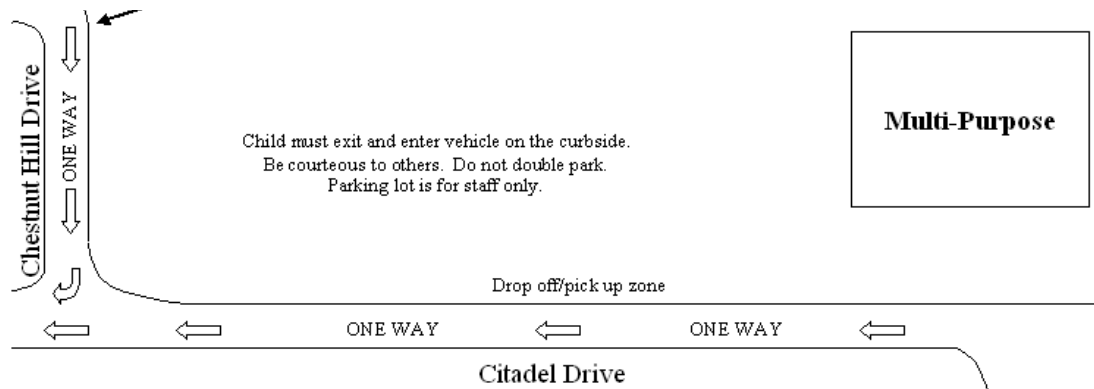 Chestnut Hill Drive
ONE WAY
Child must exit and enter vehicle on the curbside.
Be courteous to others. Do not double park.
Parking lot is for staff only.
Multi-Purpose
Drop off/pick up zone
ONE WAY
ONE WAY
Citadel Drive